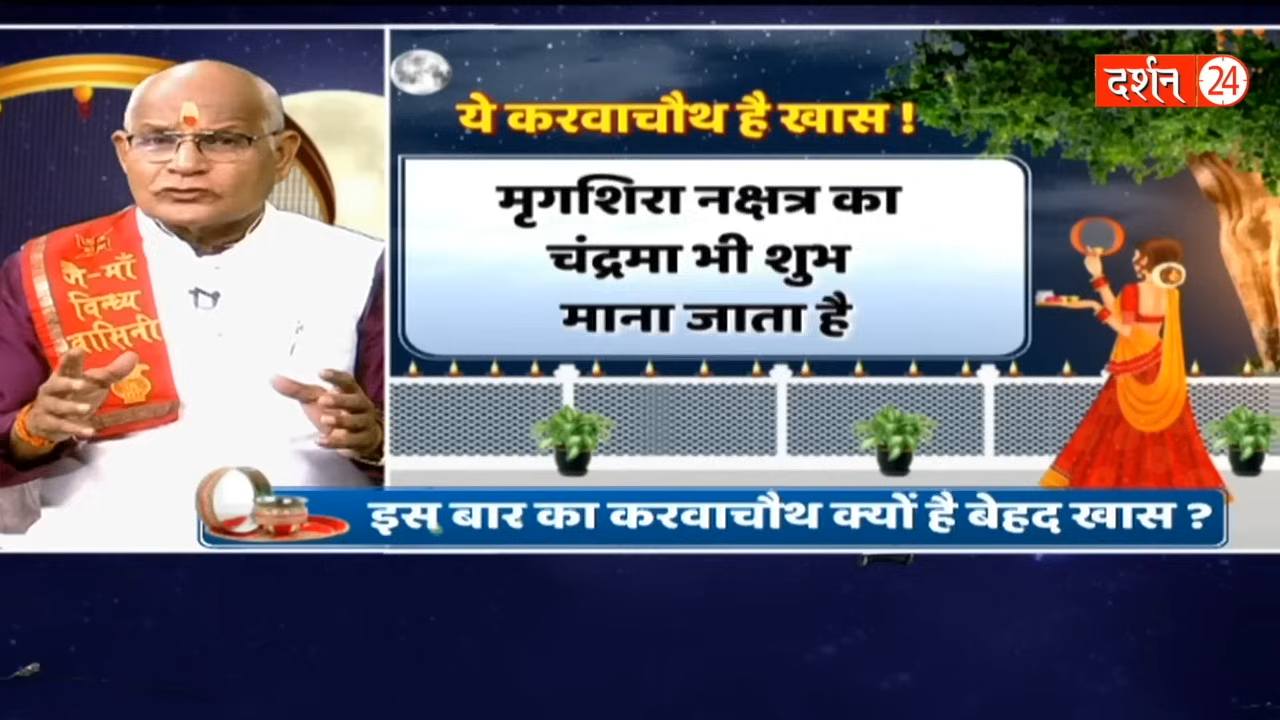 दर्शन 24
ये करवाचौथ है खास !
मृगशिरा नक्षत्र का
चंद्रमा भी शुभ
माना जाता है
जै-माँ
विन्ध्य
वासिनी
इस बार का करवाचौथ क्यों है बेहद खास ?